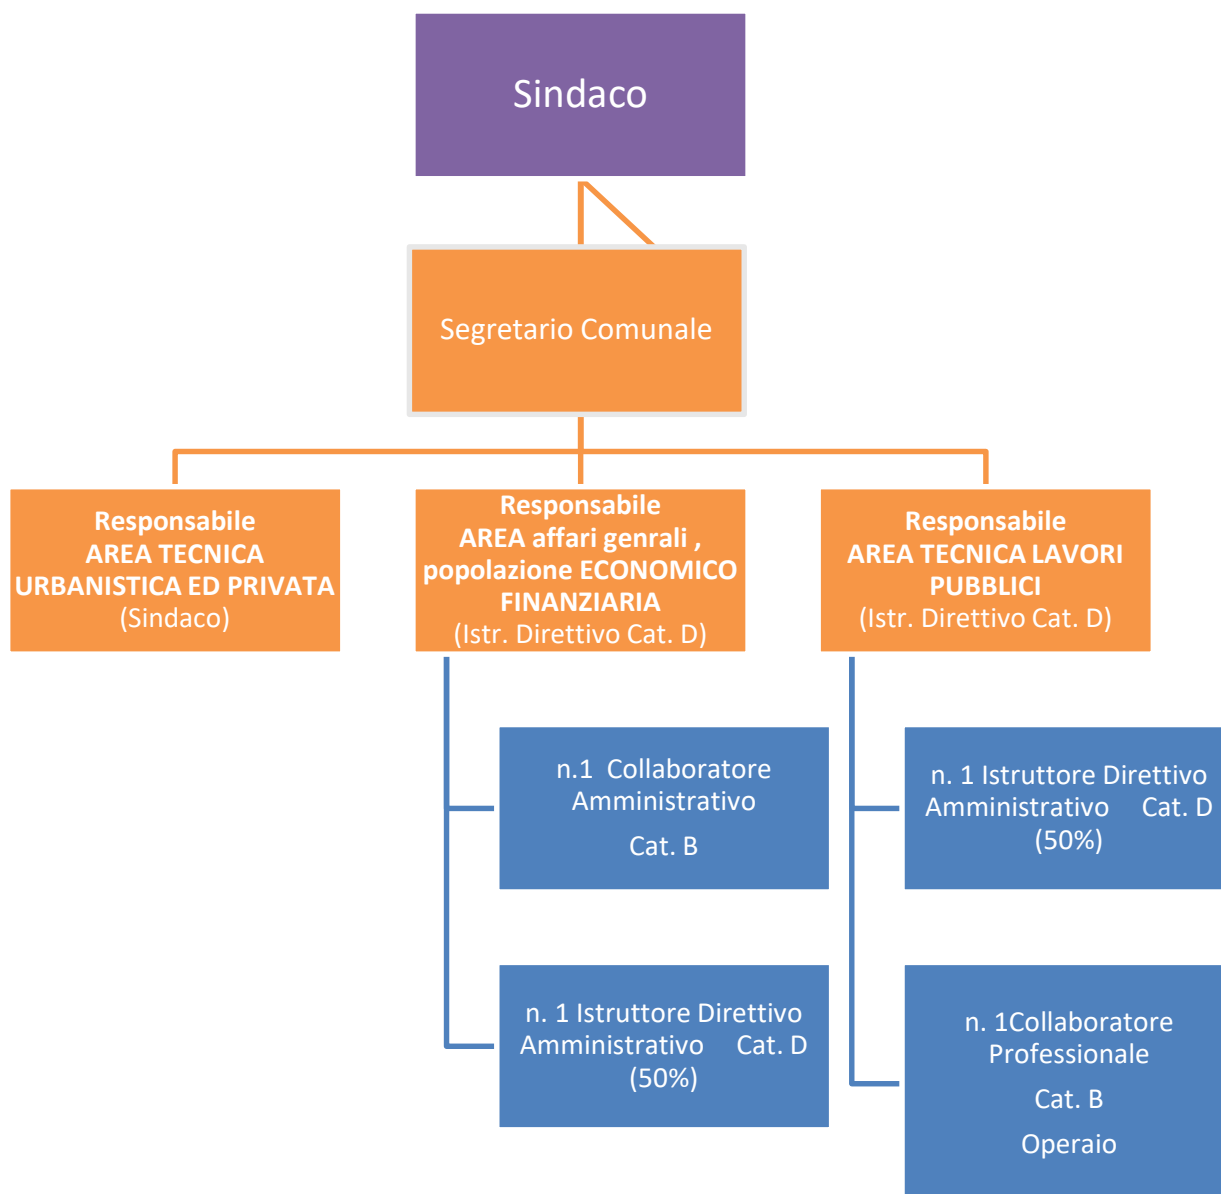 Sindaco
Segretario Comunale
Responsabile
AREA TECNICA
URBANISTICA ED PRIVATA
(Sindaco)
Responsabile
AREA affari genrali ,
popolazione ECONOMICO
FINANZIARIA
(Istr. Direttivo Cat. D)
Responsabile
AREA TECNICA LAVORI
PUBBLICI
(Istr. Direttivo Cat. D)
n.1 Collaboratore
Amministrativo
Cat. B
n. 1 Istruttore Direttivo
Amministrativo Cat. D
(50%)
n. 1 Istruttore Direttivo
Amministrativo Cat. D
(50%)
n. 1Collaboratore
Professionale
Cat. B
Operaio